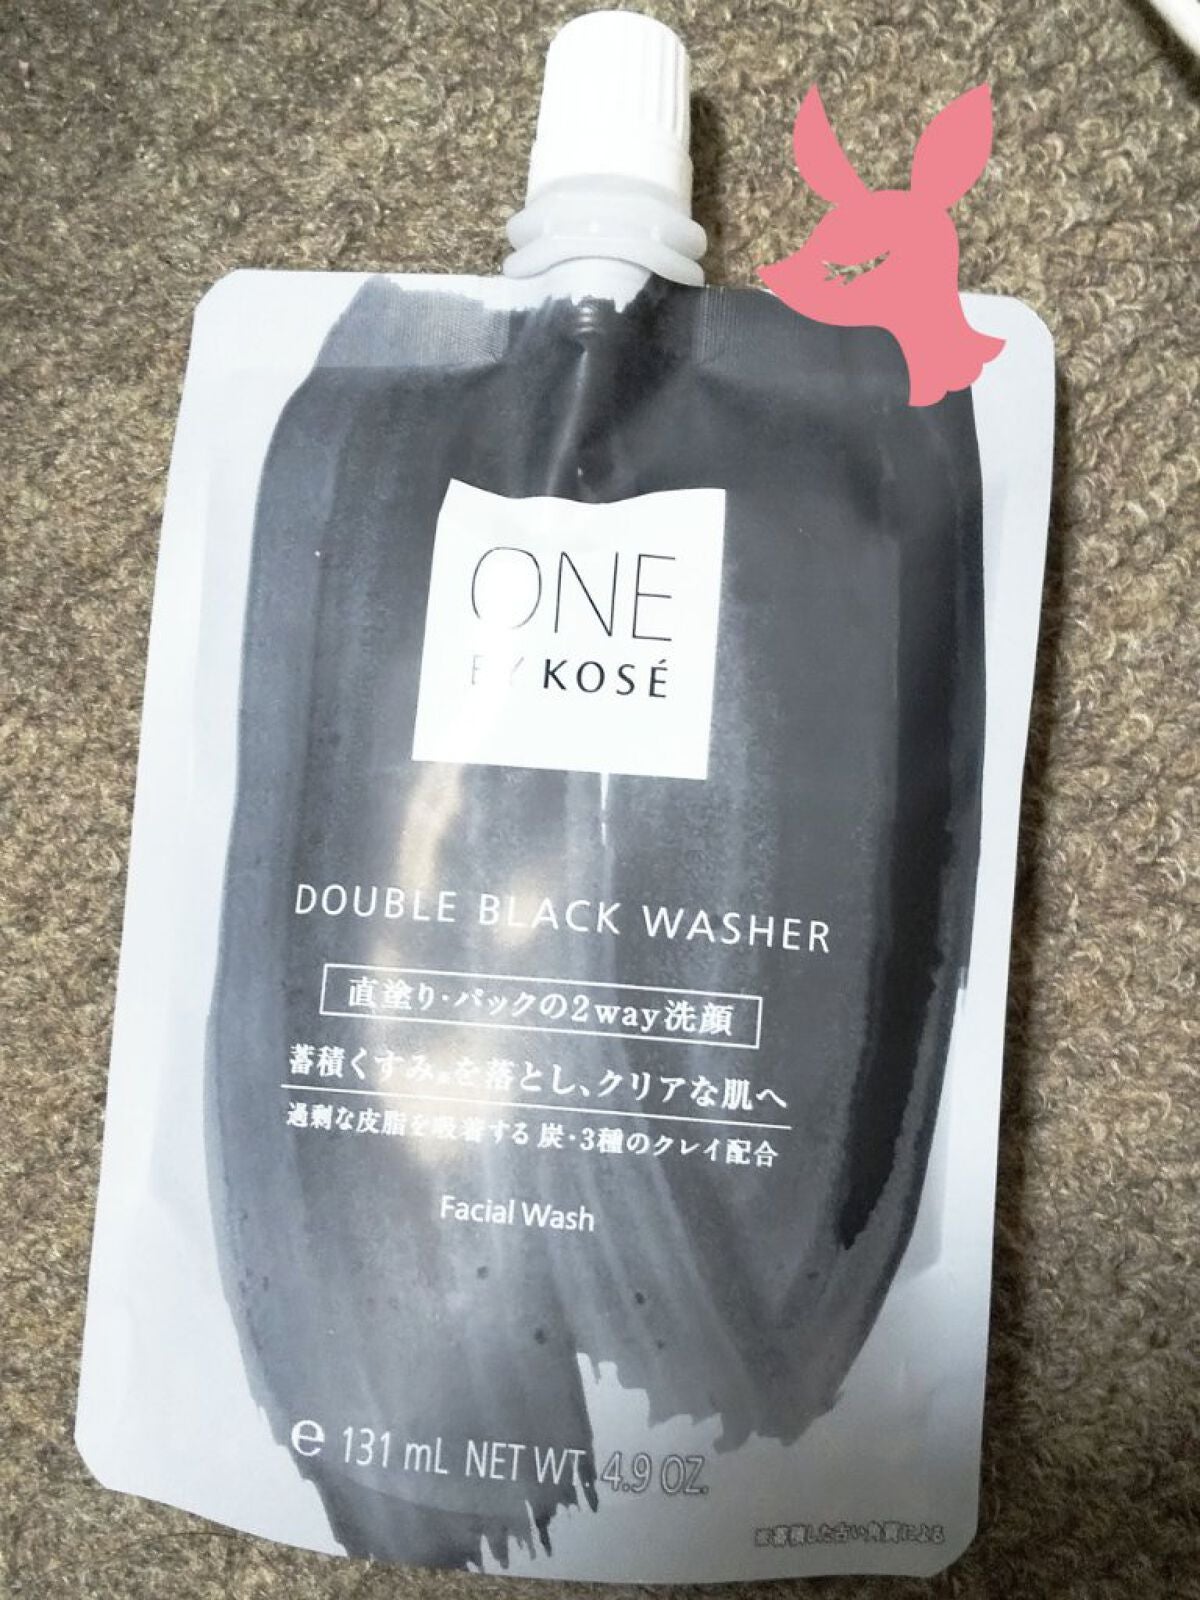 ONE
BY KOSÉ
DOUBLE BLACK WASHER
直塗り・パックの2way洗顔
蓄積くすみ※を落とし、クリアな肌へ
過剰な皮脂を吸着する 炭・3種のクレイ配合
Facial Wash
e 131 mL NET WT. 4.9 OZ.
※蓄積した古い角質による